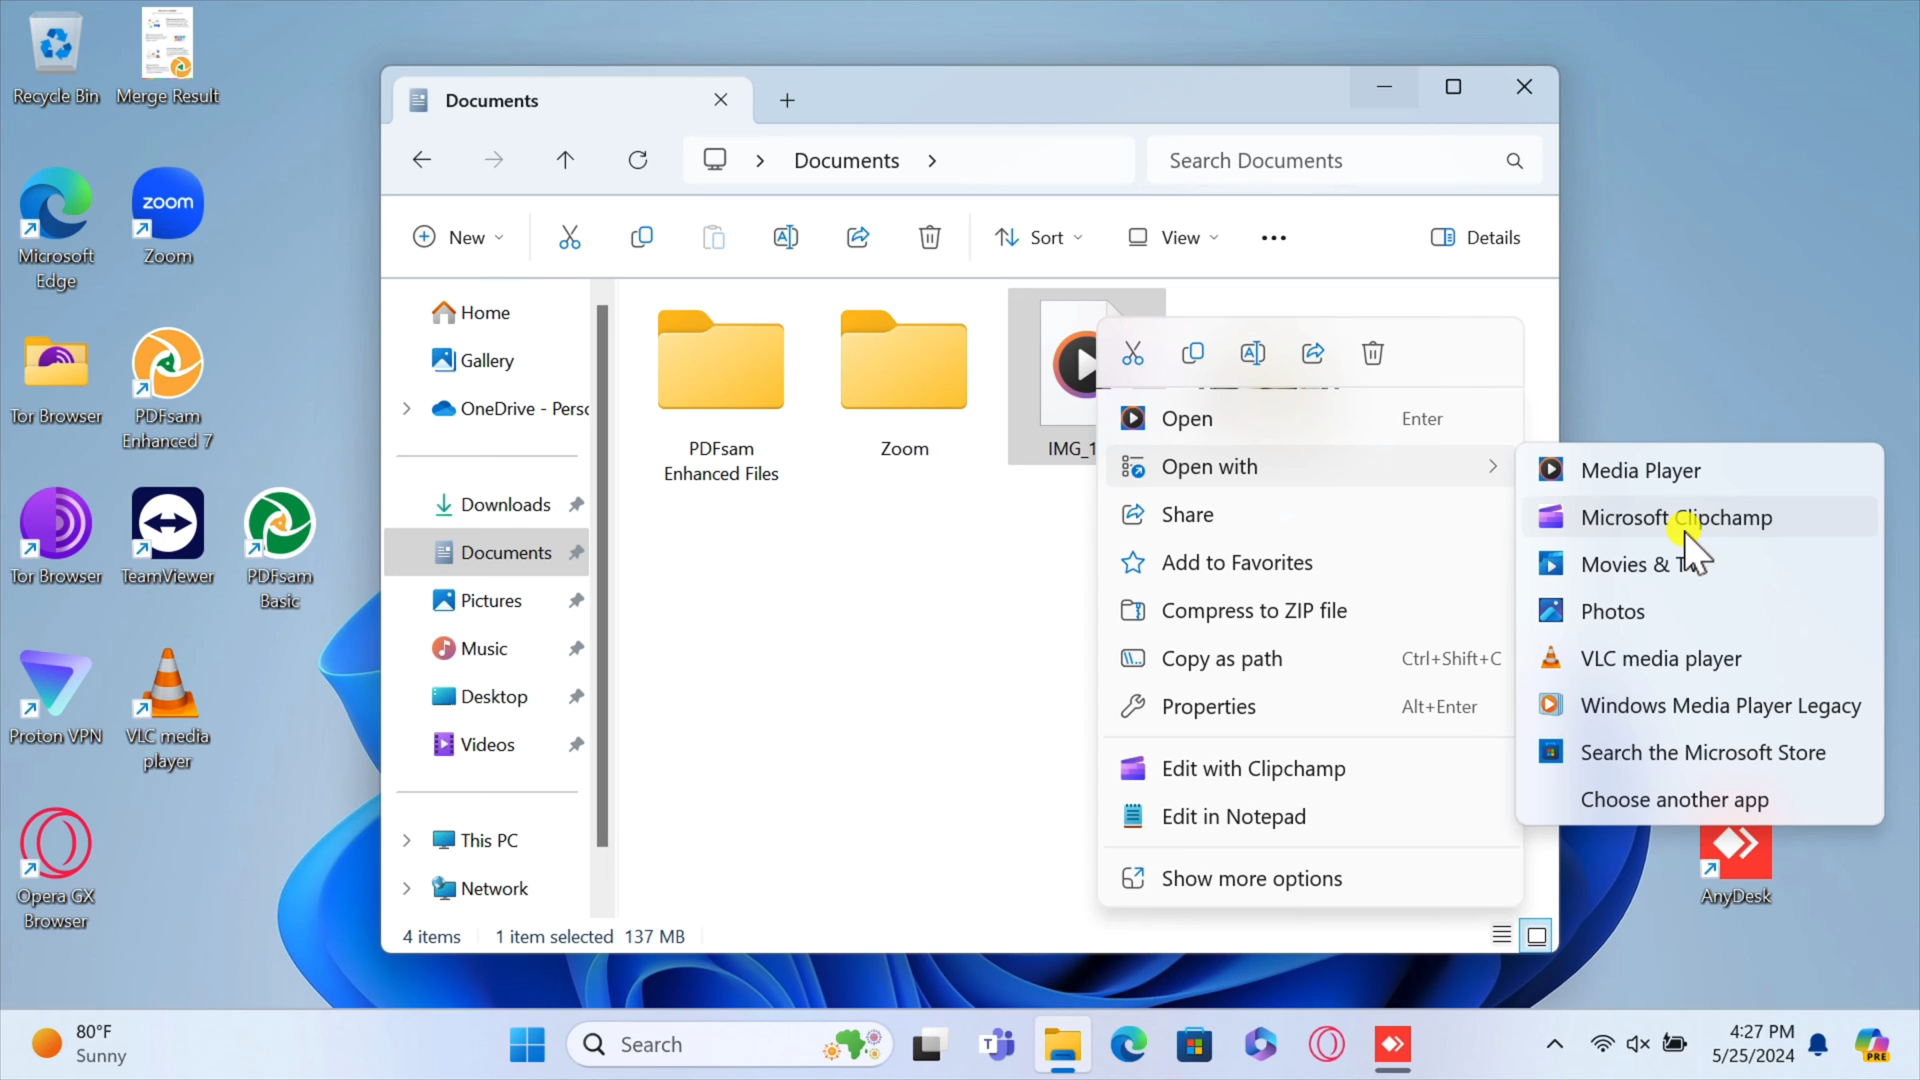 Recycle Bin
Merge Result
Microsoft
Edge
zoom
Zoom
Tor Browser
PDFsam
Enhanced 7
Tor Browser
TeamViewer
PDFsam
Basic
Proton VPN
VLC media
player
Opera GX
Browser
AnyDesk
Documents
Documents
Search Documents
New
Sort
View
Details
Home
Gallery
OneDrive - Perso
Downloads
Documents
Pictures
Music
Desktop
Videos
This PC
Network
PDFsam
Enhanced Files
Zoom
IMG_1
Open Enter
Open with
Share
Add to Favorites
Compress to ZIP file
Copy as path Ctrl+Shift+C
Properties Alt+Enter
Edit with Clipchamp
Edit in Notepad
Show more options
Media Player
Microsoft Clipchamp
Movies & T
Photos
VLC media player
Windows Media Player Legacy
Search the Microsoft Store
Choose another app
4 items 1 item selected 137 MB
80°F
Sunny
Search
4:27 PM
5/25/2024
PRE